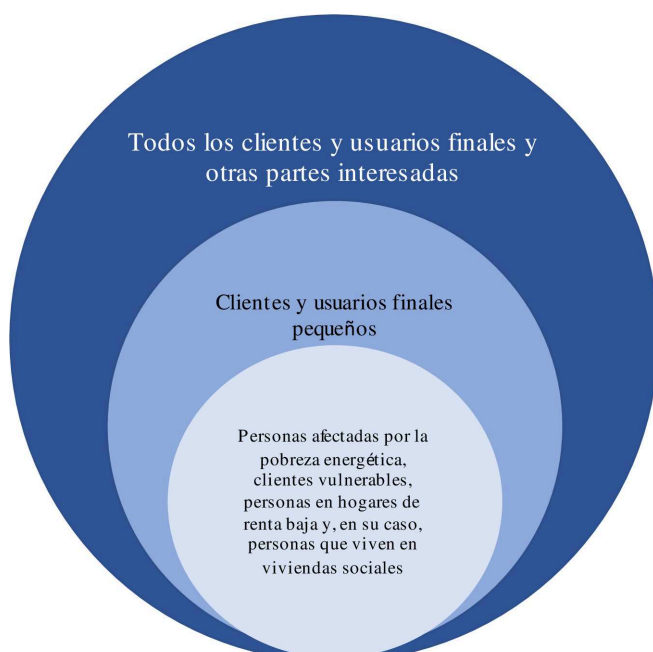 Todos los clientes y usuarios finales y
otras partes interesadas
Clientes y usuarios finales
pequeños
Personas afectadas por la
pobreza energética,
clientes vulnerables,
personas en hogares de
renta baja y, en su caso,
personas que viven en
viviendas sociales